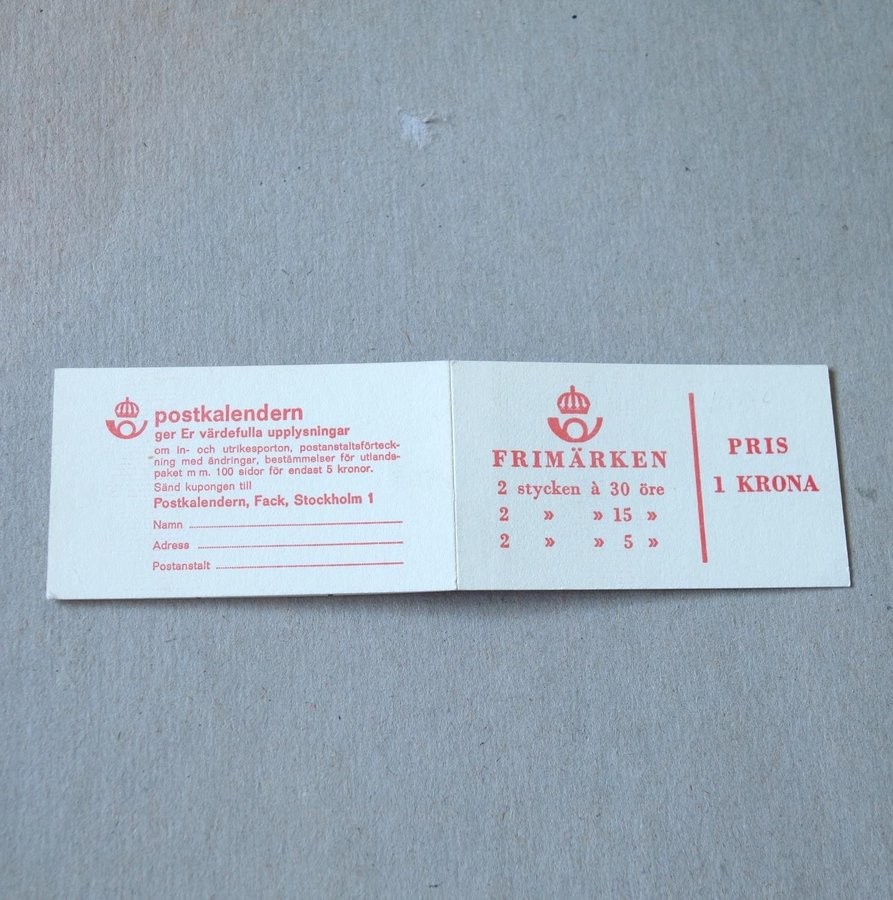 postkalendern
ger Er värdefulla upplysningar
om in- och utrikesporton, postanstaltsförteck-
ning med ändringar, bestämmelser för utlands-
paket m m. 100 sidor för endast 5 kronor.
Sänd kupongen till
Postkalendern, Fack, Stockholm 1
Namn
Adress
Postanstalt
FRIMÄRKEN
2 stycken à 30 öre
2 » » 15 »
2 » » 5 »
PRIS
1 KRONA